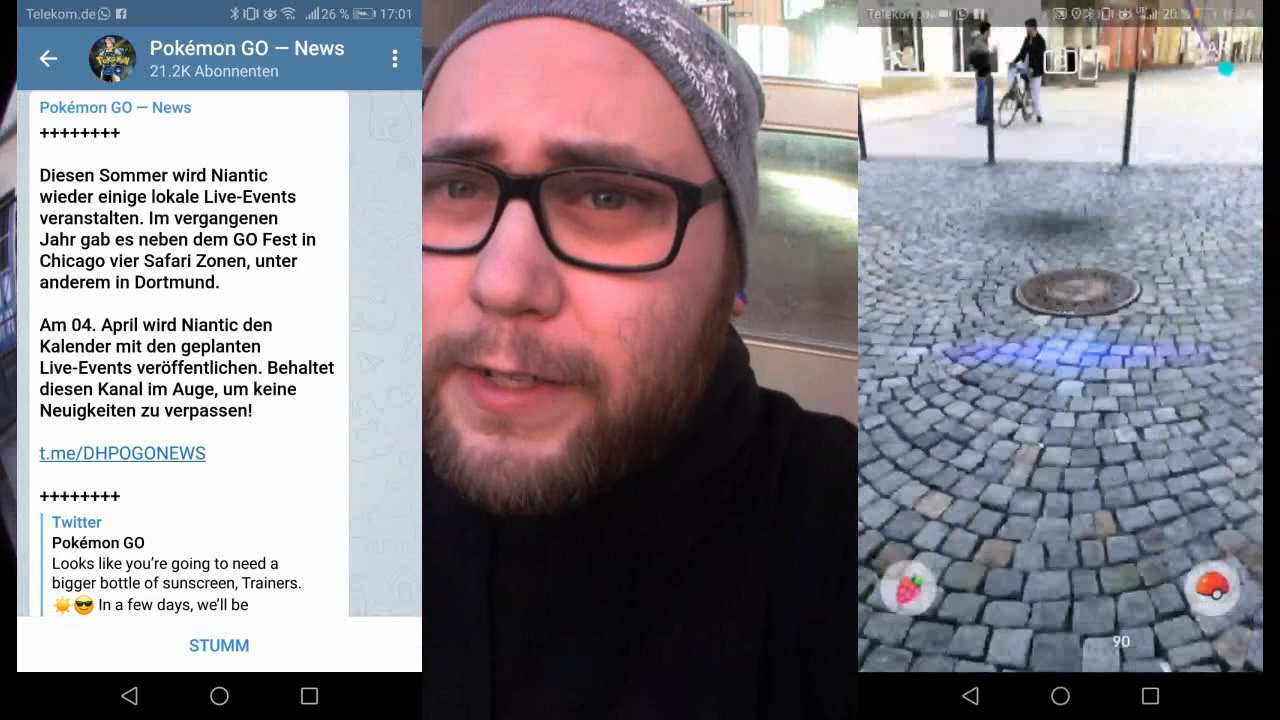 Telekom.de 26 % 17:01
Pokémon GO — News
21.2K Abonnenten
Pokémon GO — News
++++++++
Diesen Sommer wird Niantic
wieder einige lokale Live-Events
veranstalten. Im vergangenen
Jahr gab es neben dem GO Fest in
Chicago vier Safari Zonen, unter
anderem in Dortmund.
Am 04. April wird Niantic den
Kalender mit den geplanten
Live-Events veröffentlichen. Behaltet
diesen Kanal im Auge, um keine
Neuigkeiten zu verpassen!
t.me/DHPOGONEWS
++++++++
Twitter
Pokémon GO
Looks like you’re going to need a
bigger bottle of sunscreen, Trainers.
☀️😎 In a few days, we’ll be
STUMM
Telekom.de
AR
90